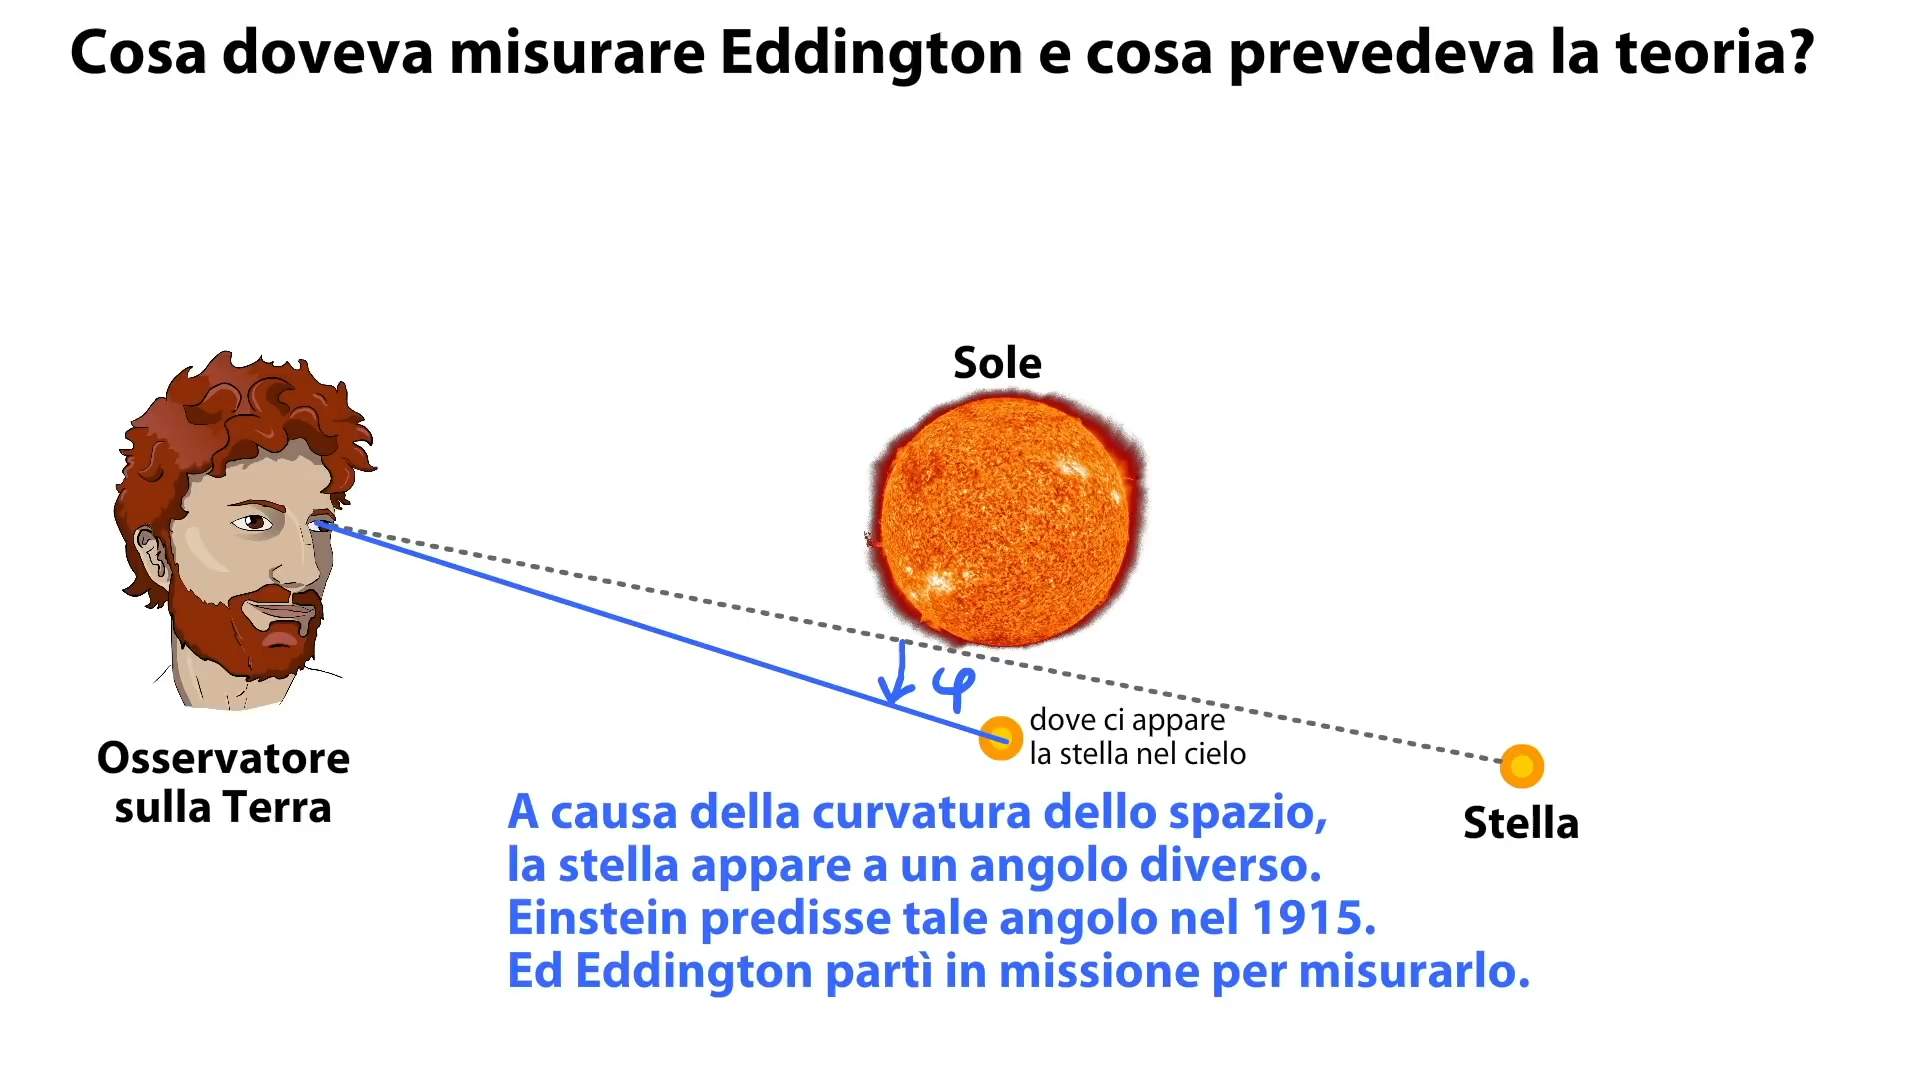 Cosa doveva misurare Eddington e cosa prevedeva la teoria?
Sole
φ
dove ci appare
la stella nel cielo
Osservatore
sulla Terra
Stella
A causa della curvatura dello spazio,
la stella appare a un angolo diverso.
Einstein predisse tale angolo nel 1915.
Ed Eddington partì in missione per misurarlo.